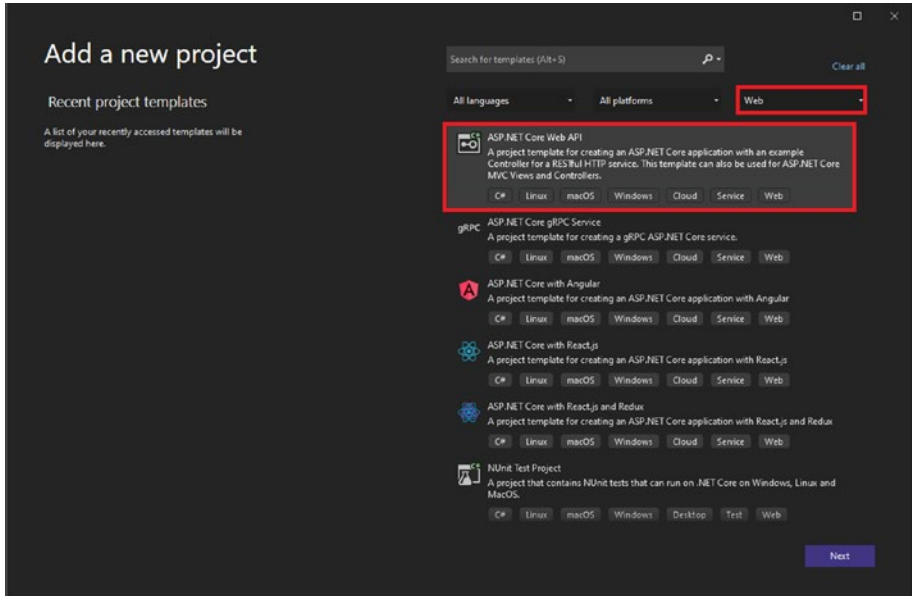 Add a new project
Search for templates (Alt+S)
Clear all
Recent project templates
All languages
All platforms
Web
A list of your recently accessed templates will be
displayed here.
ASP.NET Core Web API
A project template for creating an ASP.NET Core application with an example
Controller for a RESTful HTTP service. This template can also be used for ASP.NET Core
MVC Views and Controllers.
C# Linux macOS Windows Cloud Service Web
gRPC
ASP.NET Core gRPC Service
A project template for creating a gRPC ASP.NET Core service.
C# Linux macOS Windows Cloud Service Web
A
ASP.NET Core with Angular
A project template for creating an ASP.NET Core application with Angular
C# Linux macOS Windows Cloud Service Web
ASP.NET Core with React.js
A project template for creating an ASP.NET Core application with React.js
C# Linux macOS Windows Cloud Service Web
ASP.NET Core with React.js and Redux
A project template for creating an ASP.NET Core application with React.js and Redux
C# Linux macOS Windows Cloud Service Web
C#
NUnit Test Project
A project that contains NUnit tests that can run on .NET Core on Windows, Linux and
MacOS.
C# Linux macOS Windows Desktop Test Web
Next